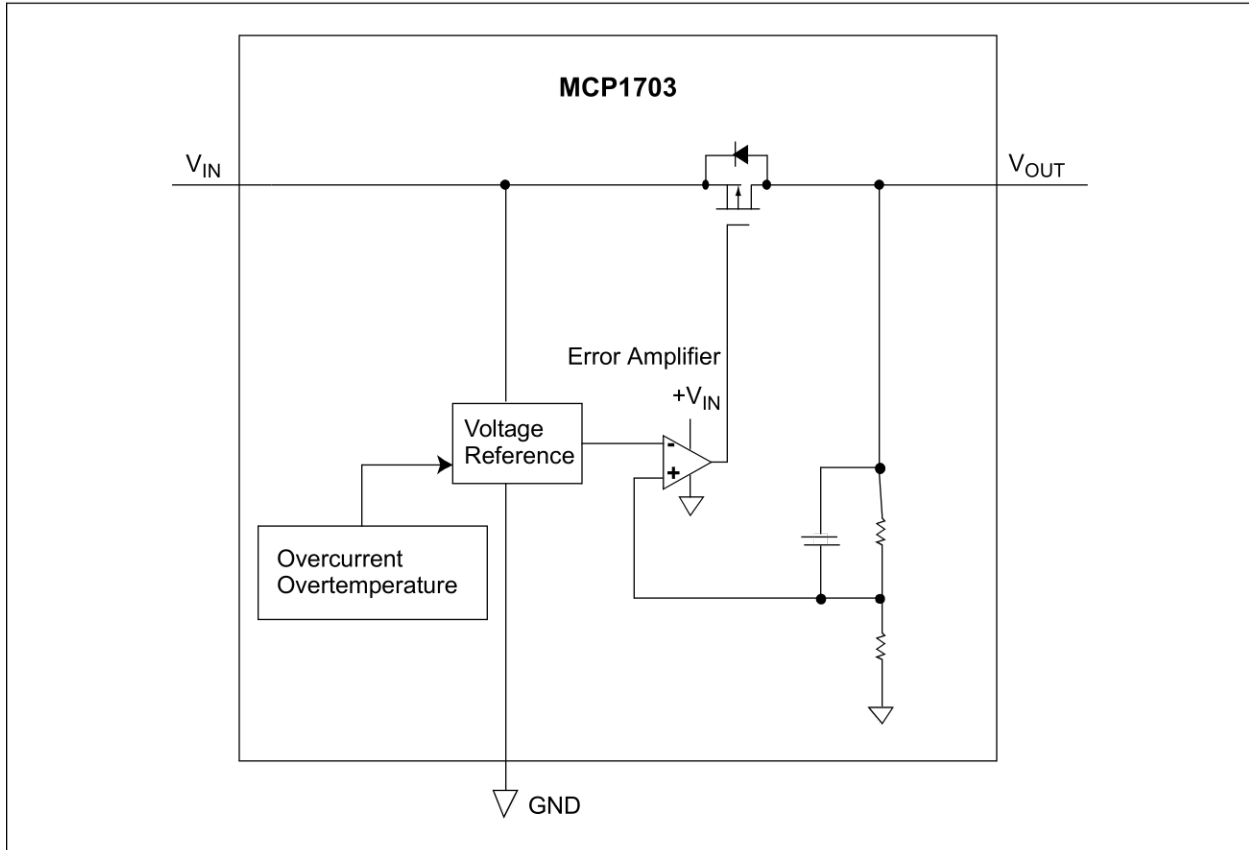 MCP1703
V_IN
V_OUT
Error Amplifier
+V_IN
Voltage
Reference
-
+
Overcurrent
Overtemperature
GND